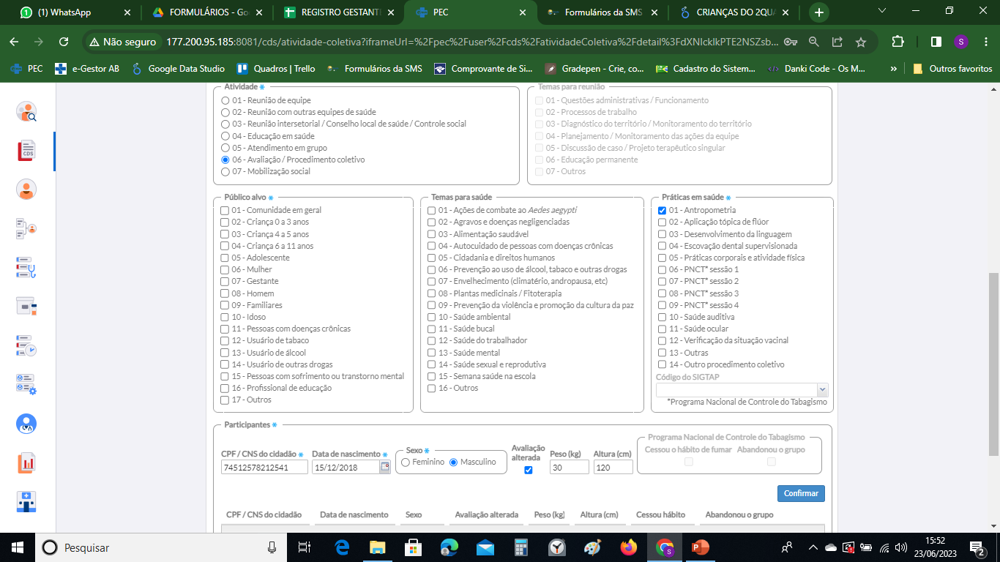 (1) WhatsApp
FORMULÁRIOS - Go
REGISTRO GESTANT
PEC
Formulários da SMS
CRIANÇAS DO 2QUA
Não seguro
177.200.95.185:8081/cds/atividade-coletiva?iframeUrl=%2Fpec%2Fuser%2Fcds%2FatividadeColetiva%2Fdetail%3FdXNlcklkPTE2NSZsb...
S
PEC
e-Gestor AB
Google Data Studio
Quadros | Trello
Formulários da SMS
Comprovante de Si...
Gradepen - Crie, co...
Cadastro do Sistem...
Danki Code - Os M...
»
Outros favoritos
CDS
Atividade *
01 - Reunião de equipe
02 - Reunião com outras equipes de saúde
03 - Reunião intersetorial / Conselho local de saúde / Controle social
04 - Educação em saúde
05 - Atendimento em grupo
06 - Avaliação / Procedimento coletivo
07 - Mobilização social
Temas para reunião
01 - Questões administrativas / Funcionamento
02 - Processos de trabalho
03 - Diagnóstico do território / Monitoramento do território
04 - Planejamento / Monitoramento das ações da equipe
05 - Discussão de caso / Projeto terapêutico singular
06 - Educação permanente
07 - Outros
Público alvo *
01 - Comunidade em geral
02 - Criança 0 a 3 anos
03 - Criança 4 a 5 anos
04 - Criança 6 a 11 anos
05 - Adolescente
06 - Mulher
07 - Gestante
08 - Homem
09 - Familiares
10 - Idoso
11 - Pessoas com doenças crônicas
12 - Usuário de tabaco
13 - Usuário de álcool
14 - Usuário de outras drogas
15 - Pessoas com sofrimento ou transtorno mental
16 - Profissional de educação
17 - Outros
Temas para saúde
01 - Ações de combate ao Aedes aegypti
02 - Agravos e doenças negligenciadas
03 - Alimentação saudável
04 - Autocuidado de pessoas com doenças crônicas
05 - Cidadania e direitos humanos
06 - Prevenção ao uso de álcool, tabaco e outras drogas
07 - Envelhecimento (climatério, andropausa, etc)
08 - Plantas medicinais / Fitoterapia
09 - Prevenção da violência e promoção da cultura da paz
10 - Saúde ambiental
11 - Saúde bucal
12 - Saúde do trabalhador
13 - Saúde mental
14 - Saúde sexual e reprodutiva
15 - Semana saúde na escola
16 - Outros
Práticas em saúde *
01 - Antropometria
02 - Aplicação tópica de flúor
03 - Desenvolvimento da linguagem
04 - Escovação dental supervisionada
05 - Práticas corporais e atividade física
06 - PNCT* sessão 1
07 - PNCT* sessão 2
08 - PNCT* sessão 3
09 - PNCT* sessão 4
10 - Saúde auditiva
11 - Saúde ocular
12 - Verificação da situação vacinal
13 - Outras
14 - Outro procedimento coletivo
Código do SIGTAP
*Programa Nacional de Controle do Tabagismo
Participantes *
CPF / CNS do cidadão *
74512578212541
Data de nascimento *
15/12/2018
Sexo *
Feminino
Masculino
Avaliação
alterada
Peso (kg)
30
Altura (cm)
120
Programa Nacional de Controle do Tabagismo
Cessou o hábito de fumar
Abandonou o grupo
Confirmar
CPF / CNS do cidadão
Data de nascimento
Sexo
Avaliação alterada
Peso (kg)
Altura (cm)
Cessou hábito
Abandonou o grupo
Pesquisar
15:52
23/06/2023
2